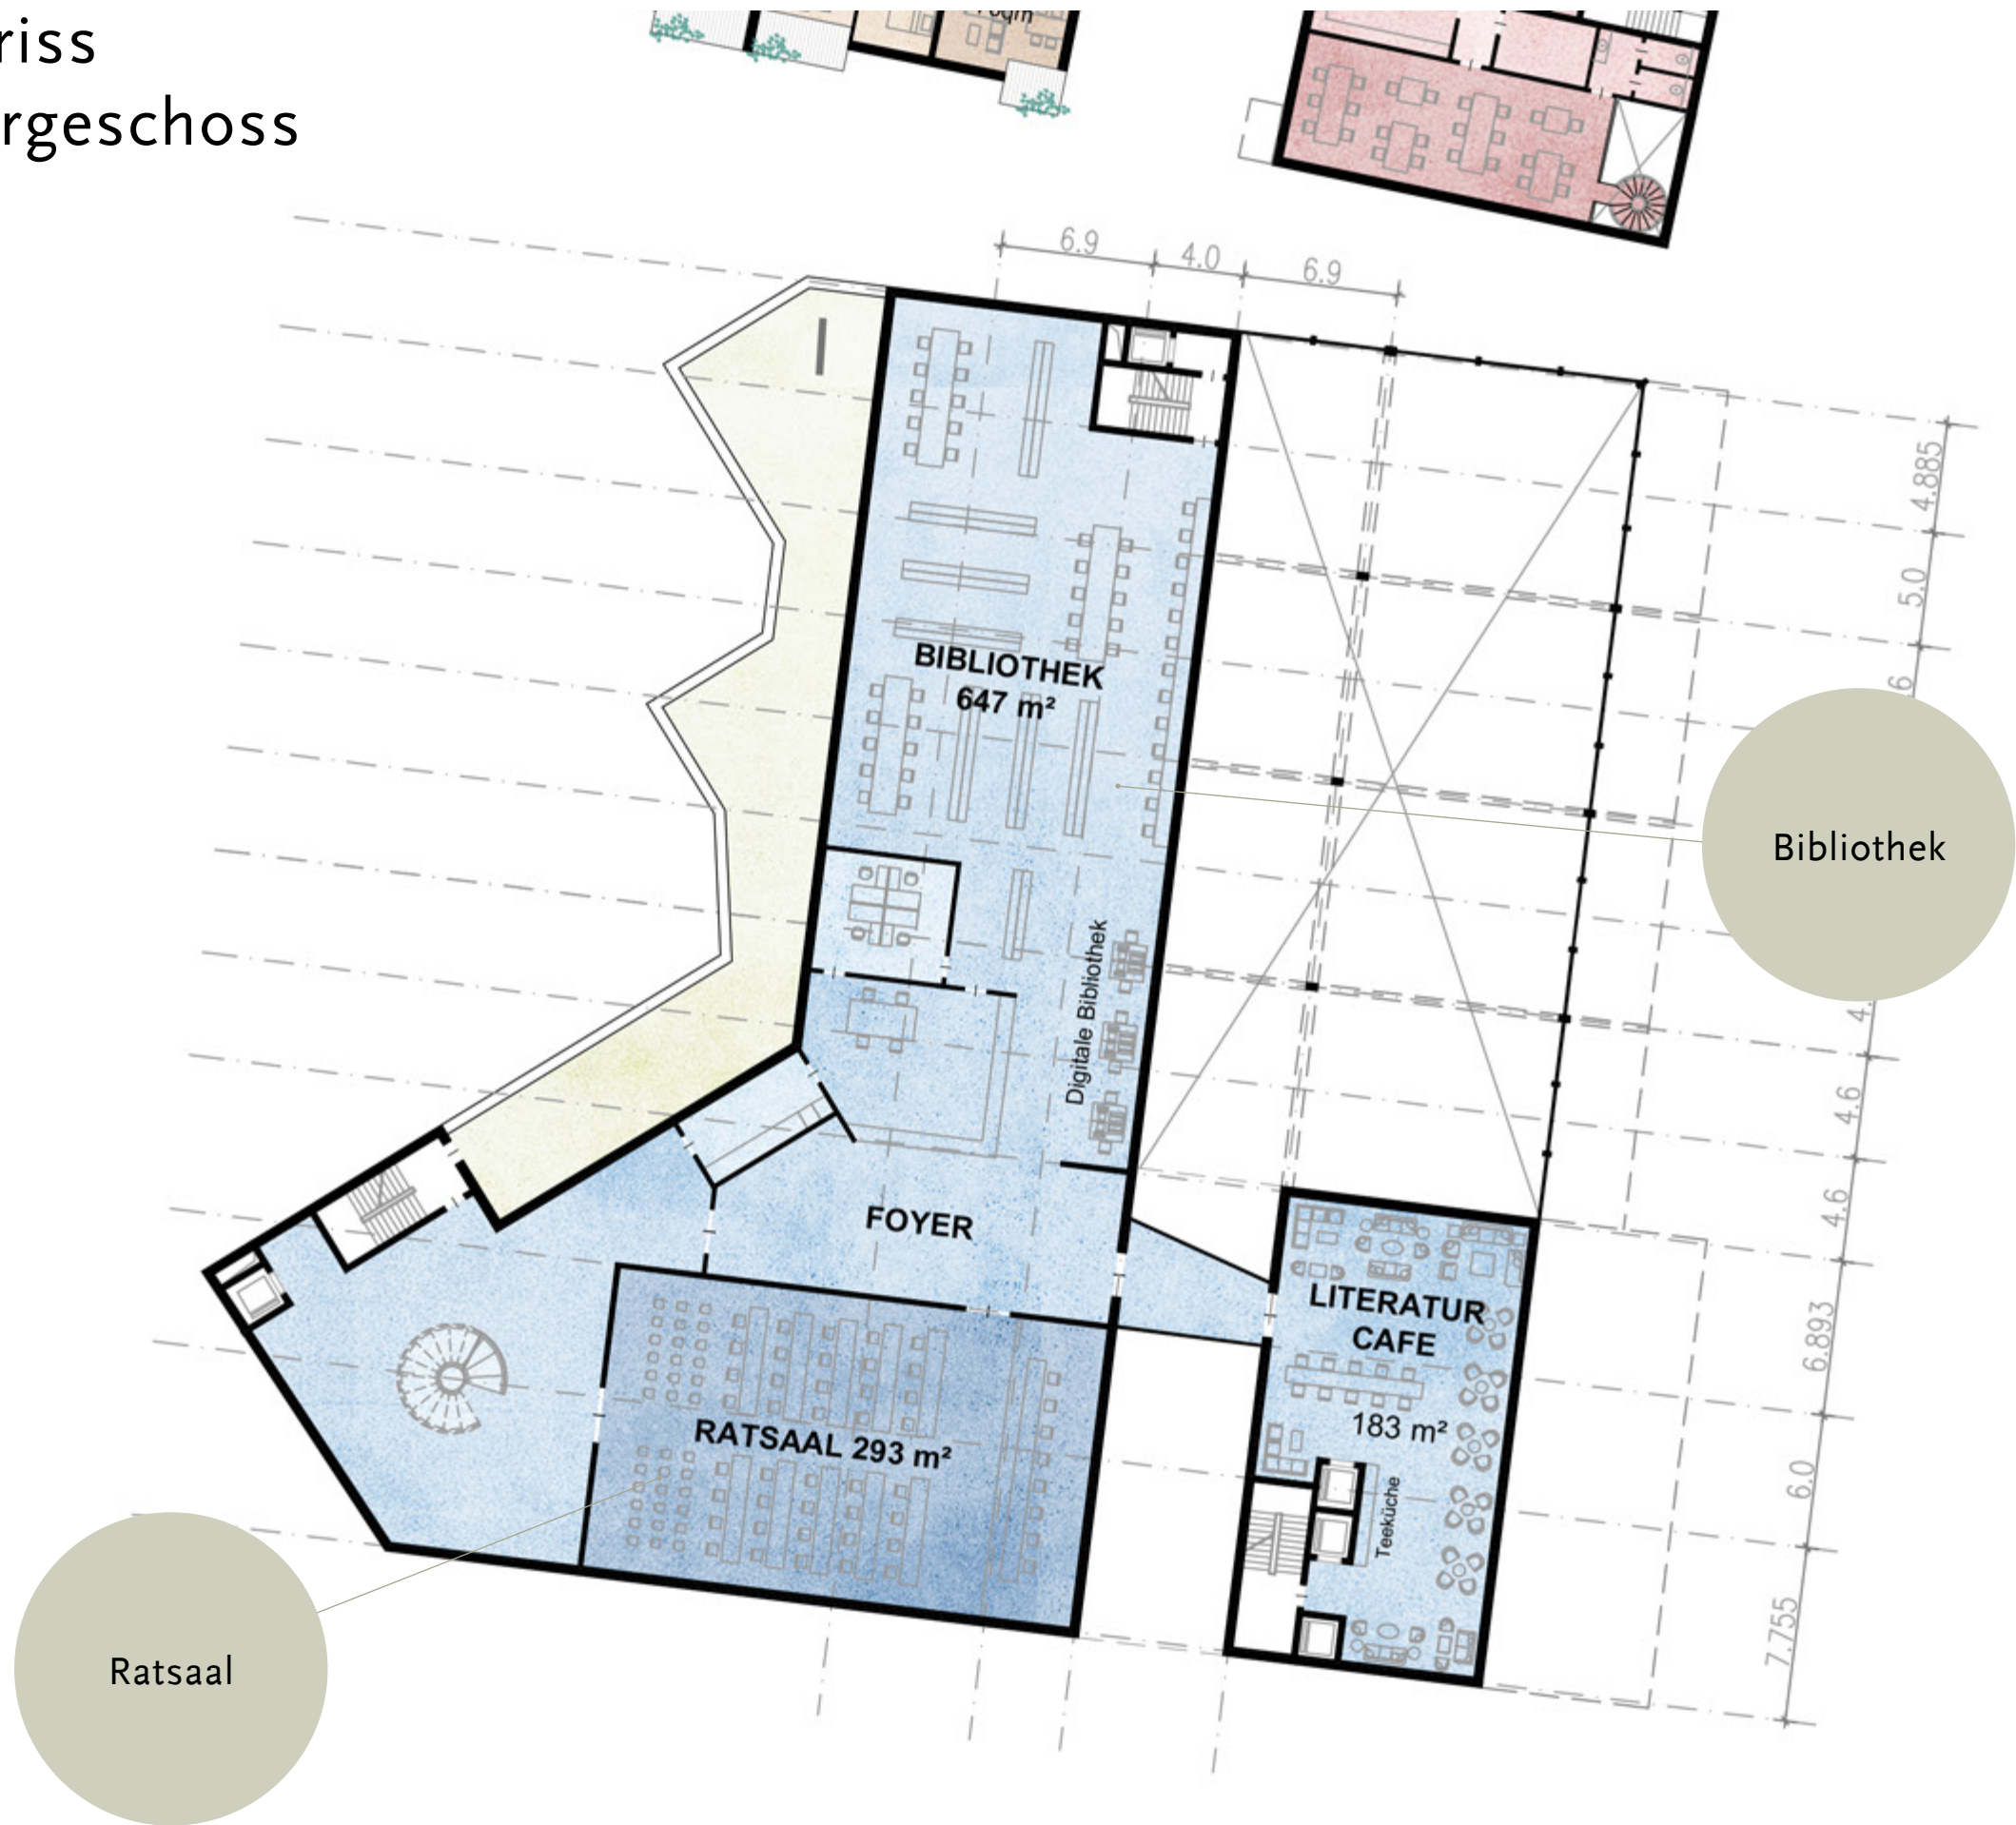 riss
rgeschoss
6.9
4.0
6.9
4.885
5.0
BIBLIOTHEK
647 m²
Bibliothek
Digitale Bibliothek
4.6
4.6
FOYER
LITERATUR
CAFE
6.893
183 m²
RATSAAL 293 m²
6.0
Teeküche
7.755
Ratsaal